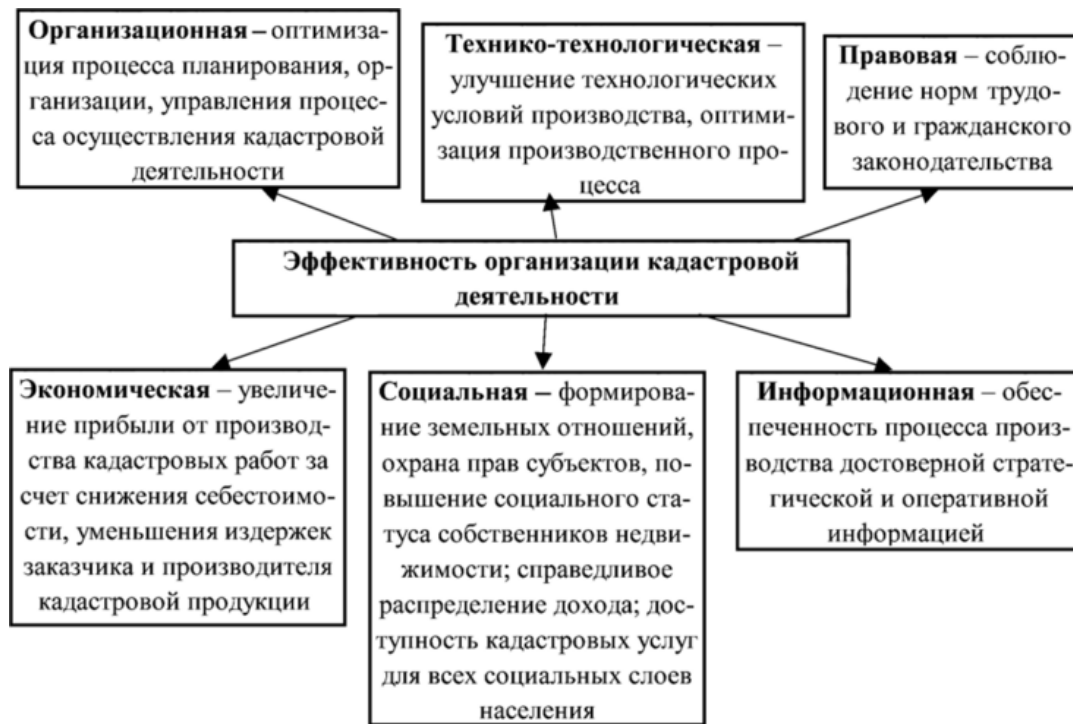 Организационная – оптимиза-
ция процесса планирования, ор-
ганизации, управления процес-
са осуществления кадастровой
деятельности
Технико-технологическая –
улучшение технологических
условий производства, оптими-
зация производственного про-
цесса
Правовая – соблю-
дение норм трудо-
вого и гражданского
законодательства
Эффективность организации кадастровой
деятельности
Экономическая – увеличе-
ние прибыли от производ-
ства кадастровых работ за
счет снижения себестоимо-
сти, уменьшения издержек
заказчика и производителя
кадастровой продукции
Социальная – формирова-
ние земельных отношений,
охрана прав субъектов, по-
вышение социального ста-
туса собственников недви-
жимости; справедливое
распределение дохода; дос-
тупность кадастровых услуг
для всех социальных слоев
населения
Информационная – обес-
печенность процесса произ-
водства достоверной страте-
гической и оперативной
информацией